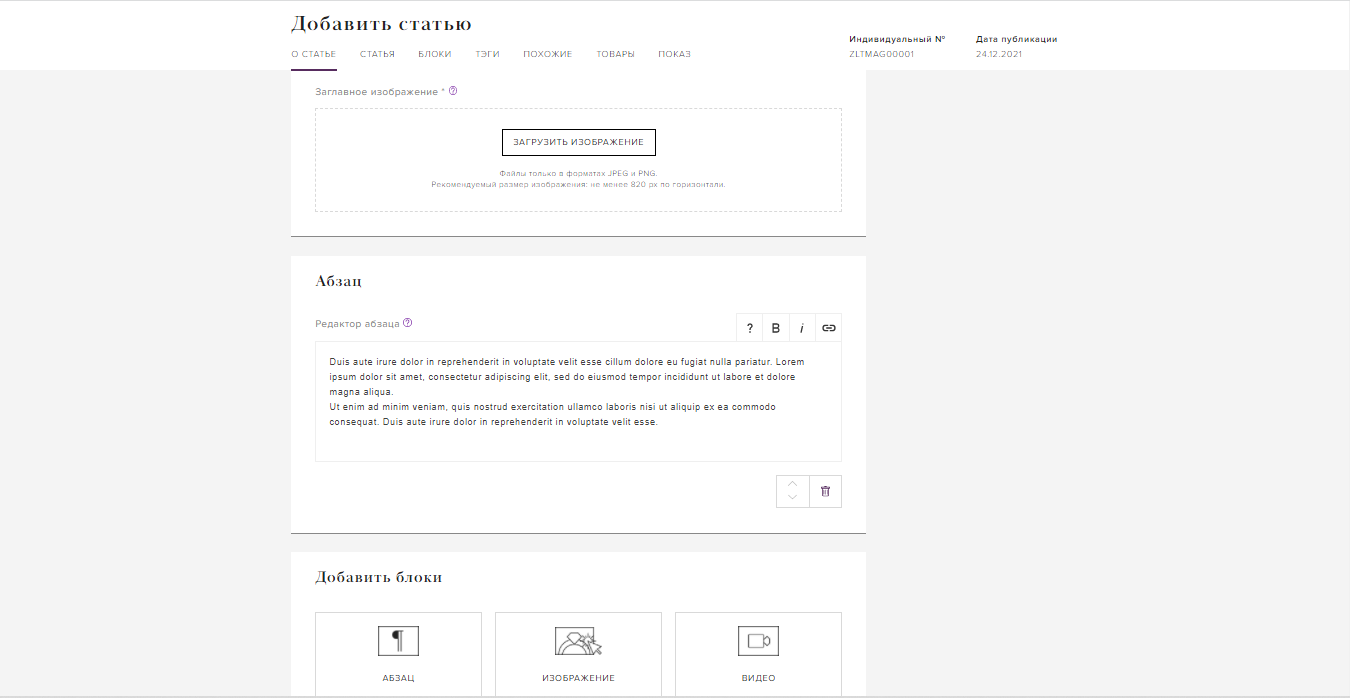 Добавить статью
Индивидуальный № Дата публикации
О СТАТЬЕ СТАТЬЯ БЛОКИ ТЭГИ ПОХОЖИЕ ТОВАРЫ ПОКАЗ ZLTMAG00001 24.12.2021
Заглавное изображение * ?
ЗАГРУЗИТЬ ИЗОБРАЖЕНИЕ
Файлы только в форматах JPEG и PNG.
Рекомендуемый размер изображения: не менее 820 px по горизонтали.
Абзац
Редактор абзаца ? ? B i
Duis aute irure dolor in reprehenderit in voluptate velit esse cillum dolore eu fugiat nulla pariatur. Lorem
ipsum dolor sit amet, consectetur adipiscing elit, sed do eiusmod tempor incididunt ut labore et dolore
magna aliqua.
Ut enim ad minim veniam, quis nostrud exercitation ullamco laboris nisi ut aliquip ex ea commodo
consequat. Duis aute irure dolor in reprehenderit in voluptate velit esse.
Добавить блоки
¶
АБЗАЦ ИЗОБРАЖЕНИЕ ВИДЕО